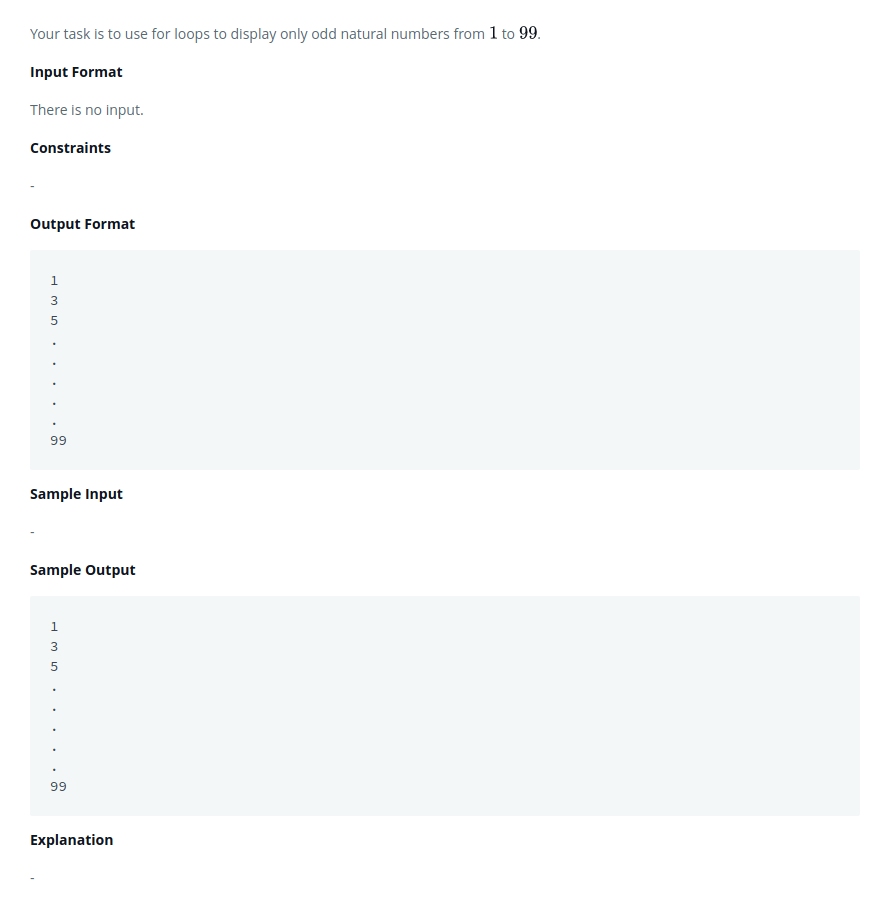 Your task is to use for loops to display only odd natural numbers from 1 to 99.
Input Format
There is no input.
Constraints
-
Output Format
1
3
5
.
.
.
.
.
99
Sample Input
-
Sample Output
1
3
5
.
.
.
.
.
99
Explanation
-